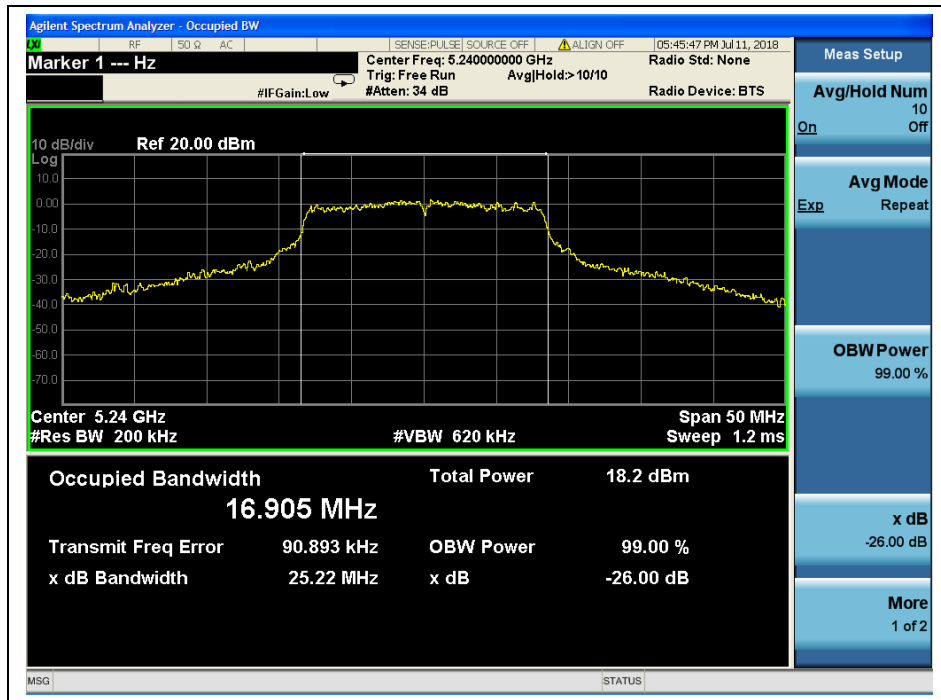 Agilent Spectrum Analyzer - Occupied BW
LXI RF 50 Ω AC SENSE:PULSE SOURCE OFF ALIGN OFF 05:45:47 PM Jul 11, 2018
Marker 1 --- Hz
Center Freq: 5.240000000 GHz
Radio Std: None
Trig: Free Run Avg|Hold:>10/10
#IFGain:Low #Atten: 34 dB Radio Device: BTS
10 dB/div Ref 20.00 dBm
Log
10.0
0.00
-10.0
-20.0
-30.0
-40.0
-50.0
-60.0
-70.0
Center 5.24 GHz Span 50 MHz
#Res BW 200 kHz #VBW 620 kHz Sweep 1.2 ms
Occupied Bandwidth Total Power 18.2 dBm
16.905 MHz
Transmit Freq Error 90.893 kHz OBW Power 99.00 %
x dB Bandwidth 25.22 MHz x dB -26.00 dB
MSG STATUS
Meas Setup
Avg/Hold Num
10
On Off
Avg Mode
Exp Repeat
OBW Power
99.00 %
x dB
-26.00 dB
More
1 of 2